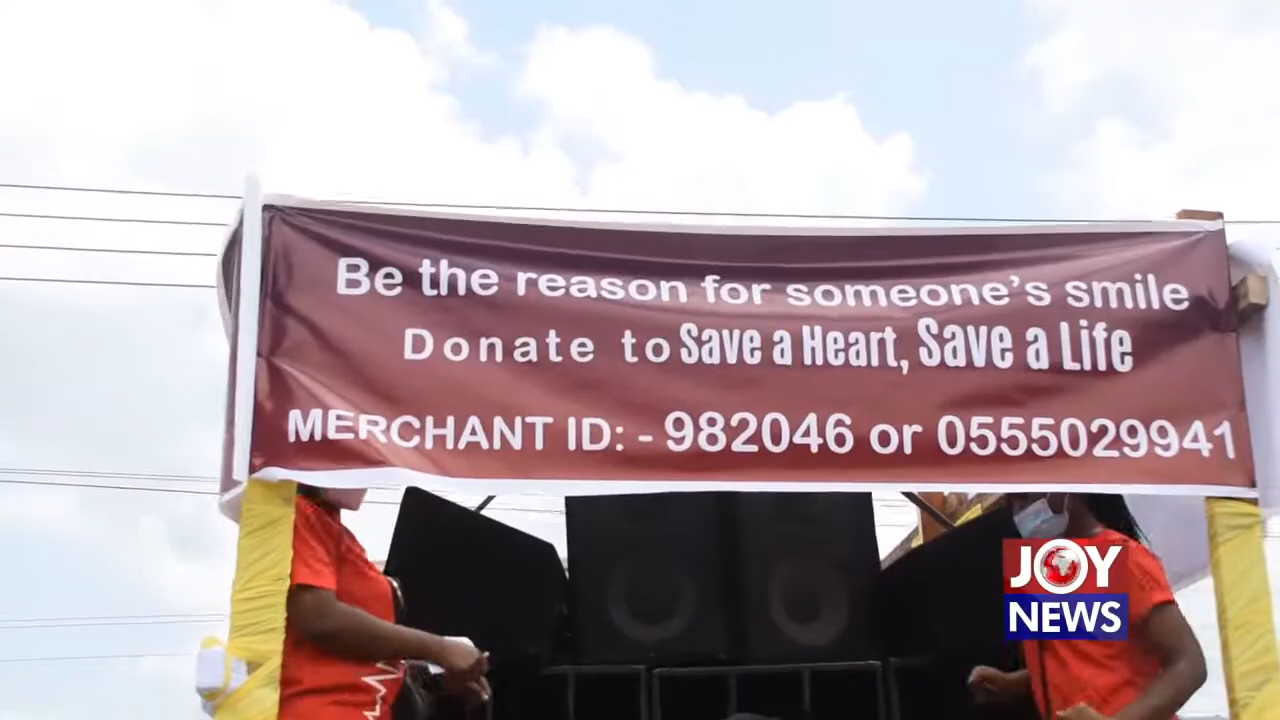 Be the reason for someone's smile
Donate to Save a Heart, Save a Life
MERCHANT ID: - 982046 or 0555029941
JOY
NEWS